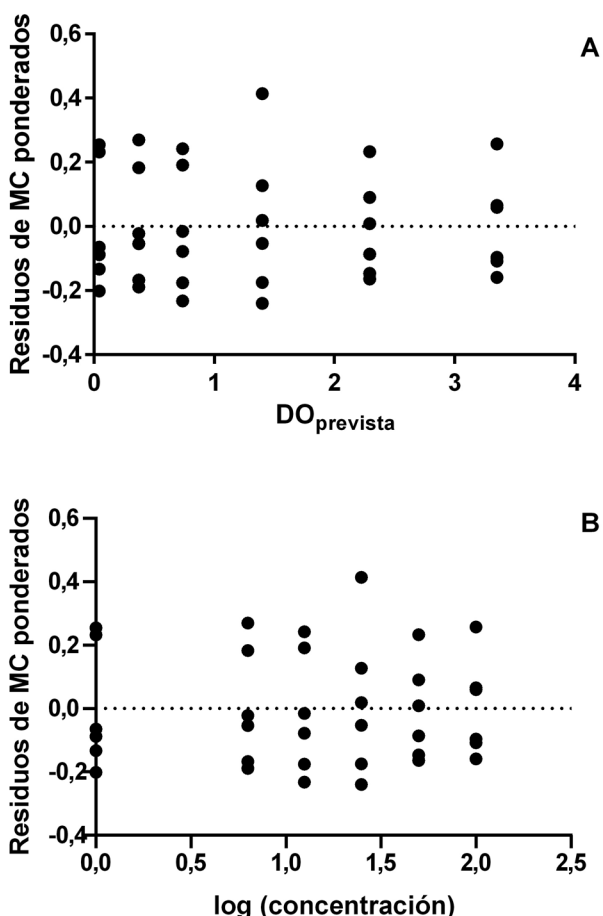 A
Residuos de MC ponderados
0,6
0,4
0,2
0,0
-0,2
-0,4
0 1 2 3 4
DOprevista
B
Residuos de MC ponderados
0,6
0,4
0,2
0,0
-0,2
-0,4
0,0 0,5 1,0 1,5 2,0 2,5
log (concentración)